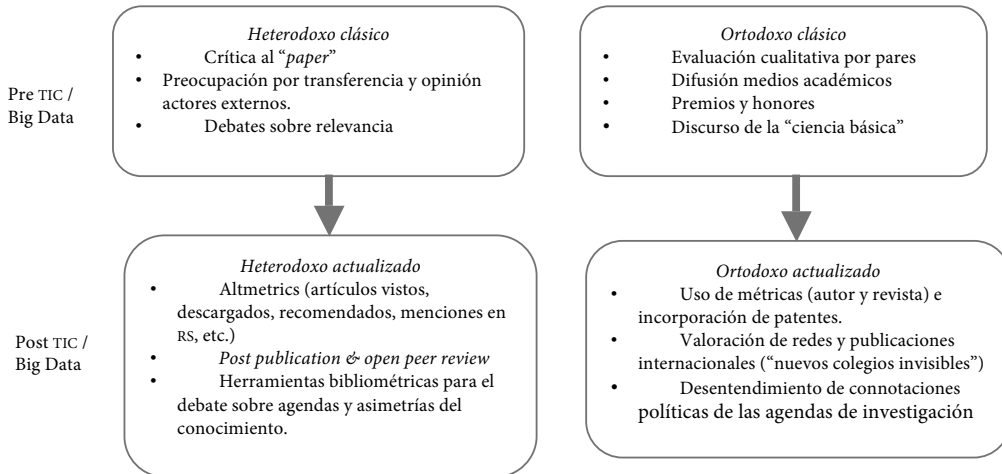 Pre TIC /
Big Data
Heterodoxo clásico
• Crítica al “paper”
• Preocupación por transferencia y opinión
actores externos.
• Debates sobre relevancia
Ortodoxo clásico
• Evaluación cualitativa por pares
• Difusión medios académicos
• Premios y honores
• Discurso de la “ciencia básica”
Post TIC /
Big Data
Heterodoxo actualizado
• Altmetrics (artículos vistos,
descargados, recomendados, menciones en
RS, etc.)
• Post publication & open peer review
• Herramientas bibliométricas para el
debate sobre agendas y asimetrías del
conocimiento.
Ortodoxo actualizado
• Uso de métricas (autor y revista) e
incorporación de patentes.
• Valoración de redes y publicaciones
internacionales (“nuevos colegios invisibles”)
• Desentendimiento de connotaciones
políticas de las agendas de investigación